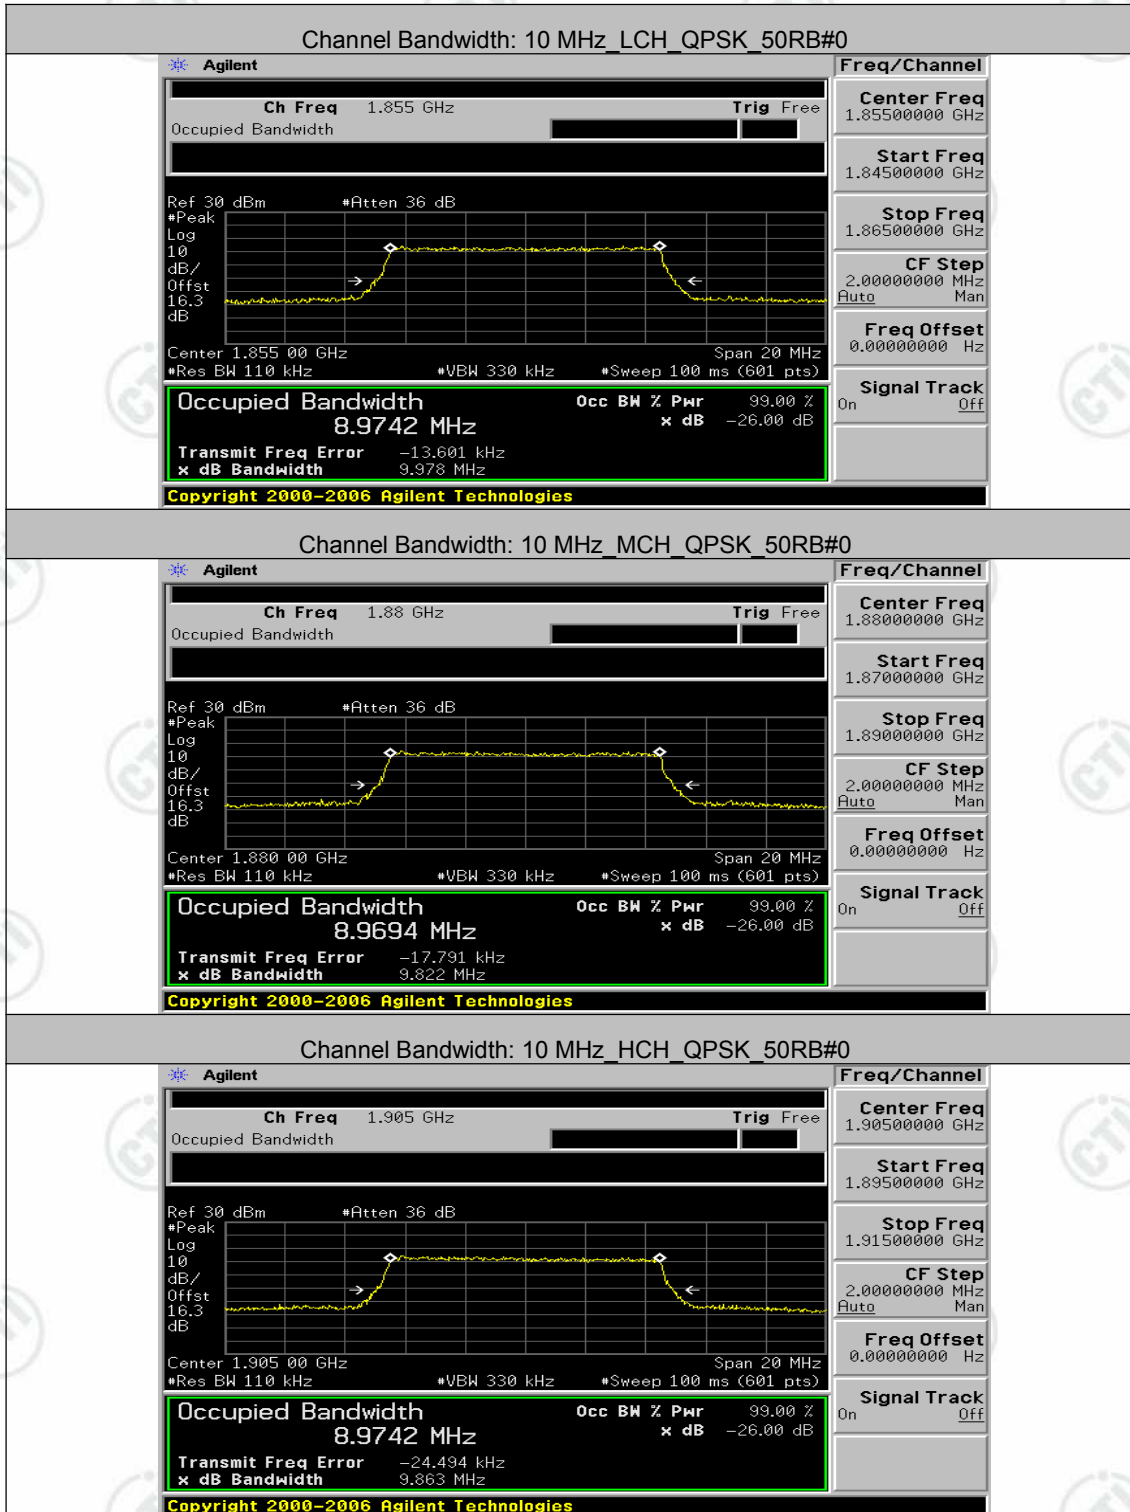 Channel Bandwidth: 10 MHz_LCH_QPSK_50RB#0
Agilent
Freq/Channel
Ch Freq 1.855 GHz Trig Free
Occupied Bandwidth
Center Freq
1.85500000 GHz
Start Freq
1.84500000 GHz
Stop Freq
1.86500000 GHz
CF Step
2.00000000 MHz
Auto Man
Freq Offset
0.00000000 Hz
Signal Track
On Off
Ref 30 dBm #Atten 36 dB
#Peak
Log
10
dB/
Offst
16.3
dB
Center 1.855 00 GHz Span 20 MHz
#Res BW 110 kHz #VBW 330 kHz #Sweep 100 ms (601 pts)
Occupied Bandwidth Occ BW % Pwr 99.00 %
8.9742 MHz x dB -26.00 dB
Transmit Freq Error -13.601 kHz
x dB Bandwidth 9.978 MHz
Copyright 2000-2006 Agilent Technologies
Channel Bandwidth: 10 MHz_MCH_QPSK_50RB#0
Agilent
Freq/Channel
Ch Freq 1.88 GHz Trig Free
Occupied Bandwidth
Center Freq
1.88000000 GHz
Start Freq
1.87000000 GHz
Stop Freq
1.89000000 GHz
CF Step
2.00000000 MHz
Auto Man
Freq Offset
0.00000000 Hz
Signal Track
On Off
Ref 30 dBm #Atten 36 dB
#Peak
Log
10
dB/
Offst
16.3
dB
Center 1.880 00 GHz Span 20 MHz
#Res BW 110 kHz #VBW 330 kHz #Sweep 100 ms (601 pts)
Occupied Bandwidth Occ BW % Pwr 99.00 %
8.9694 MHz x dB -26.00 dB
Transmit Freq Error -17.791 kHz
x dB Bandwidth 9.822 MHz
Copyright 2000-2006 Agilent Technologies
Channel Bandwidth: 10 MHz_HCH_QPSK_50RB#0
Agilent
Freq/Channel
Ch Freq 1.905 GHz Trig Free
Occupied Bandwidth
Center Freq
1.90500000 GHz
Start Freq
1.89500000 GHz
Stop Freq
1.91500000 GHz
CF Step
2.00000000 MHz
Auto Man
Freq Offset
0.00000000 Hz
Signal Track
On Off
Ref 30 dBm #Atten 36 dB
#Peak
Log
10
dB/
Offst
16.3
dB
Center 1.905 00 GHz Span 20 MHz
#Res BW 110 kHz #VBW 330 kHz #Sweep 100 ms (601 pts)
Occupied Bandwidth Occ BW % Pwr 99.00 %
8.9742 MHz x dB -26.00 dB
Transmit Freq Error -24.494 kHz
x dB Bandwidth 9.863 MHz
Copyright 2000-2006 Agilent Technologies
CTI
CTI
CTI
CTI
CTI
CTI